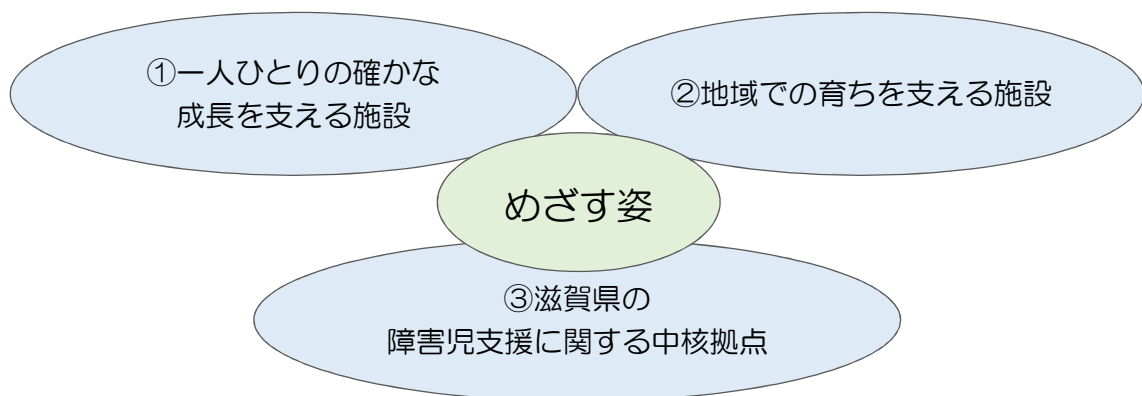 ①一人ひとりの確かな
成長を支える施設
②地域での育ちを支える施設
めざす姿
③滋賀県の
障害児支援に関する中核拠点